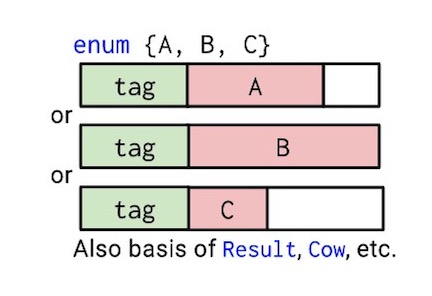 enum {A, B, C}
tag A
or
tag B
or
tag C
Also basis of Result, Cow, etc.